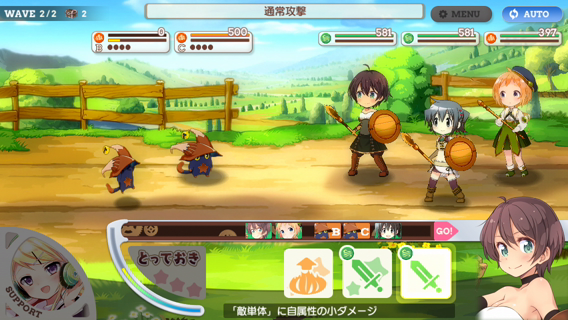 WAVE 2/2 2
通常攻撃
MENU
AUTO
0
B
500
C
581
581
397
B
C
GO!
とっておき
SUPPORT
「敵単体」に自属性の小ダメージ